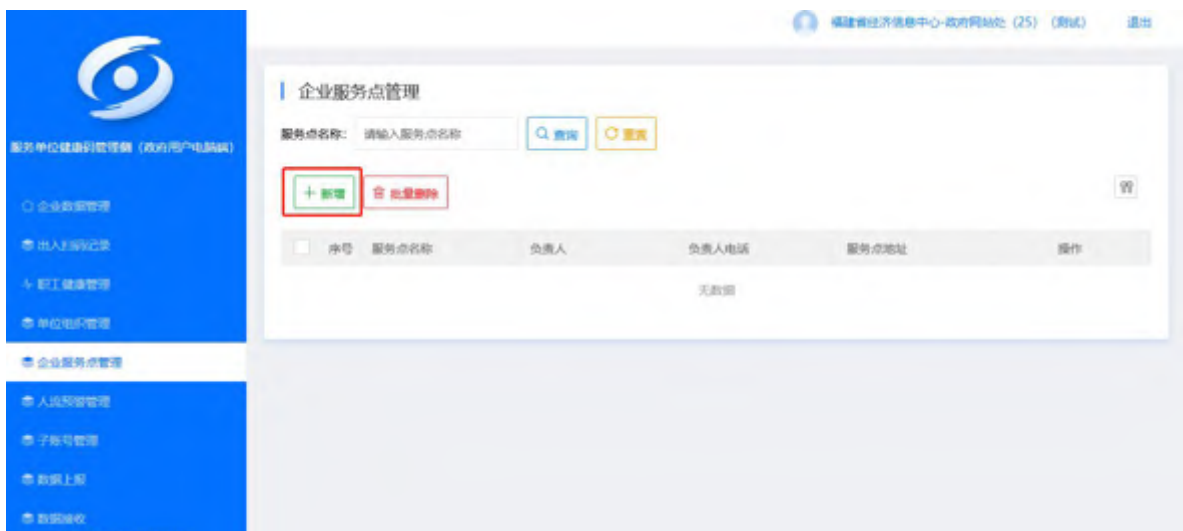 福建省经济信息中心-政府网站处（25）（测试） 退出
服务单位健康码管理侧（政府用户电脑端）
企业数据管理
出入扫码记录
职工健康管理
单位组织管理
企业服务点管理
人流预警管理
子账号管理
数据上报
数据接收
企业服务点管理
服务点名称： 请输入服务点名称 查询 重置
新增 批量删除
序号 服务点名称 负责人 负责人电话 服务点地址 操作
无数据